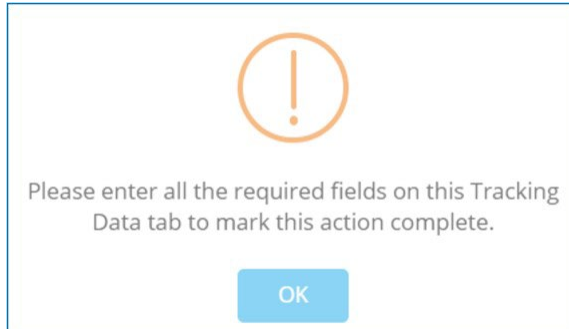 Please enter all the required fields on this Tracking
Data tab to mark this action complete.
OK